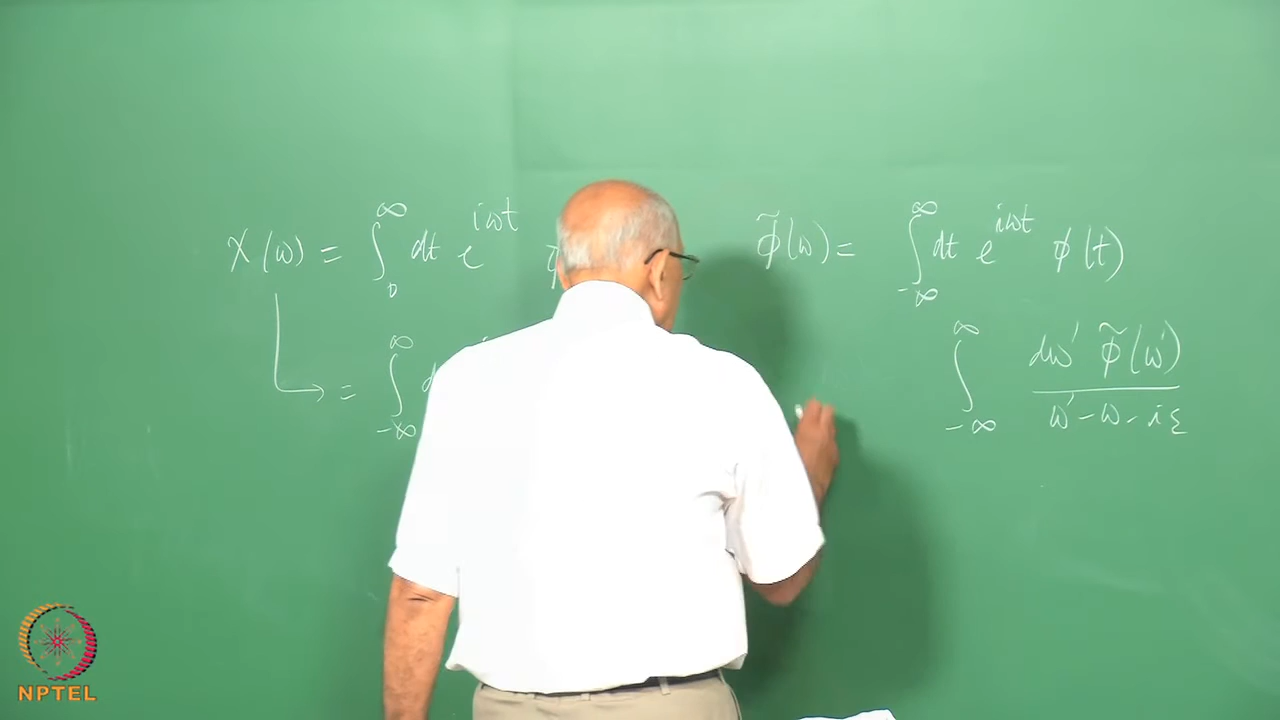 χ(ω) = ∫₀^∞ dt e^{iωt} φ̃(ω) = ∫_{-∞}^{∞} dt e^{iωt} φ(t)
= ∫_{-∞}^{∞} ∫_{-∞}^{∞} dω' φ̃(ω') / (ω' - ω - iε)
NPTEL